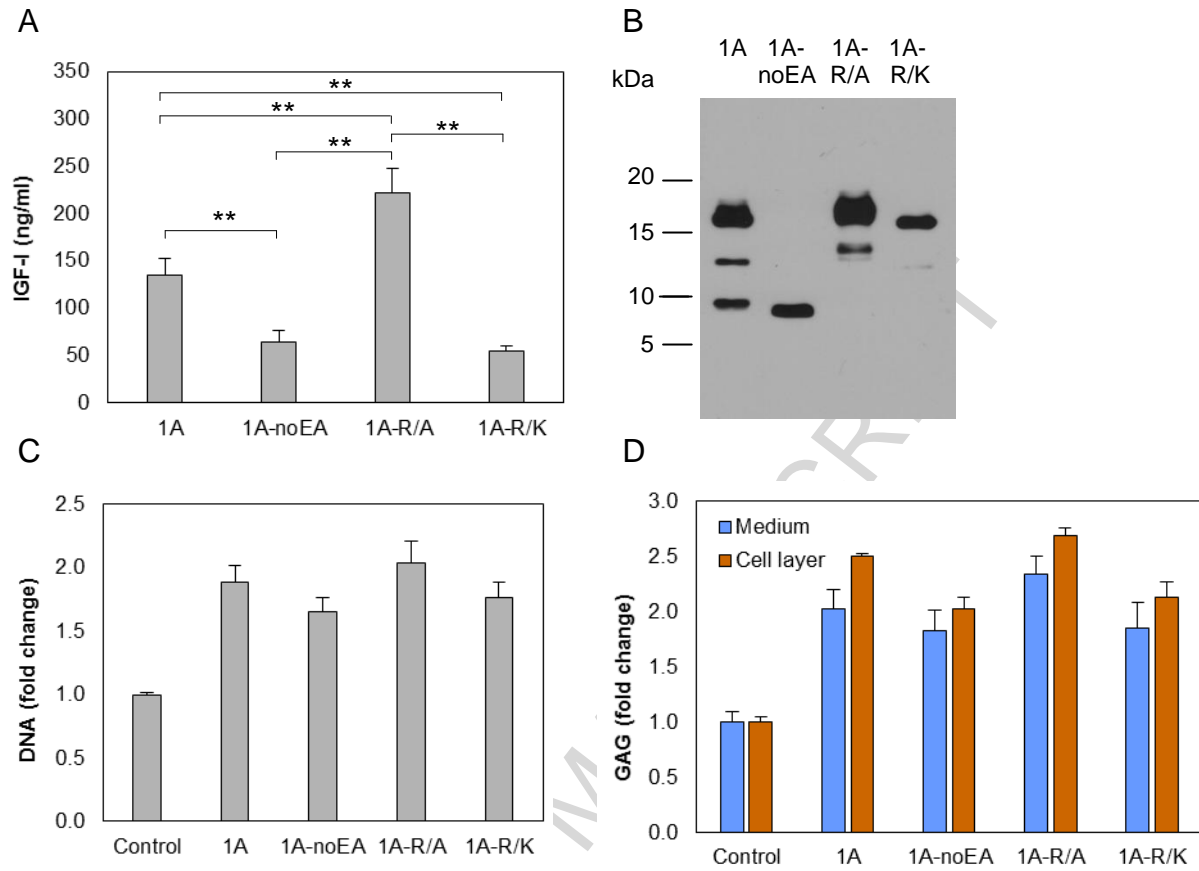 A
350
300
250
200
150
100
50
0
IGF-I (ng/ml)
**
**
**
**
**
1A
1A-noEA
1A-R/A
1A-R/K
B
1A 1A- 1A- 1A-
noEA R/A R/K
kDa
20
15
10
5
C
2.5
2.0
1.5
1.0
0.5
0.0
DNA (fold change)
Control
1A
1A-noEA
1A-R/A
1A-R/K
D
3.0
2.5
2.0
1.5
1.0
0.5
0.0
GAG (fold change)
Medium
Cell layer
Control
1A
1A-noEA
1A-R/A
1A-R/K